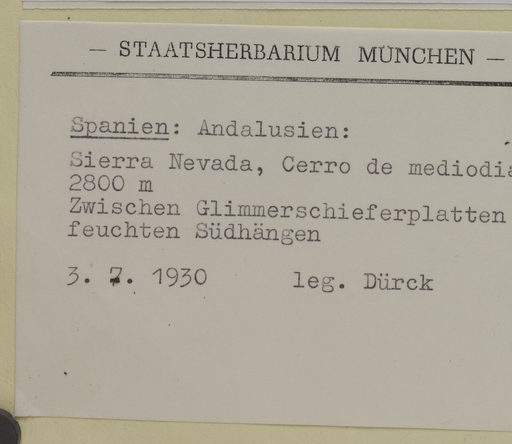 — STAATSHERBARIUM MÜNCHEN —
Spanien: Andalusien:
Sierra Nevada, Cerro de mediodia
2800 m
Zwischen Glimmerschieferplatten
feuchten Südhängen
3. 7. 1930 leg. Dürck